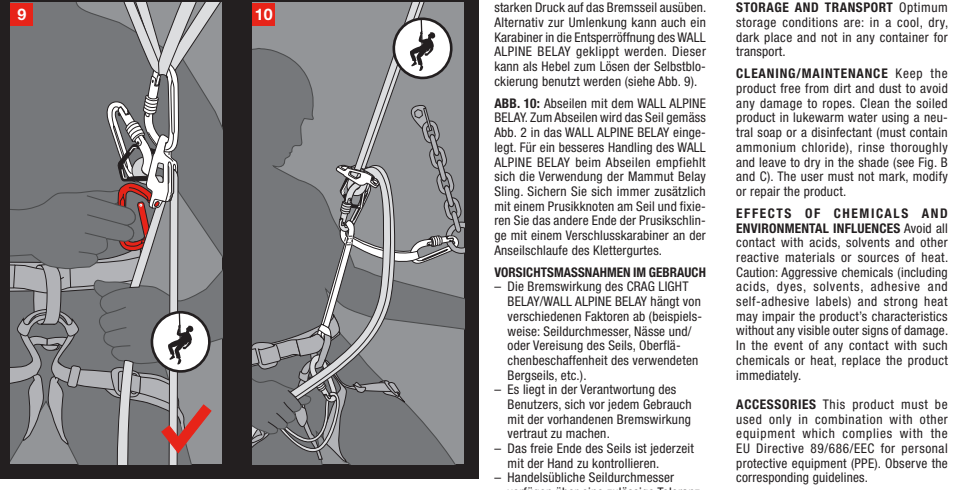 9
10
starken Druck auf das Bremsseil ausüben.
Alternativ zur Umlenkung kann auch ein
Karabiner in die Entsperröffnung des WALL
ALPINE BELAY geklippt werden. Dieser
kann als Hebel zum Lösen der Selbstblo-
ckierung benutzt werden (siehe Abb. 9).
ABB. 10: Abseilen mit dem WALL ALPINE
BELAY. Zum Abseilen wird das Seil gemäss
Abb. 2 in das WALL ALPINE BELAY einge-
legt. Für ein besseres Handling des WALL
ALPINE BELAY beim Abseilen empfiehlt
sich die Verwendung der Mammut Belay
Sling. Sichern Sie sich immer zusätzlich
mit einem Prusikknoten am Seil und fixie-
ren Sie das andere Ende der Prusikschlin-
ge mit einem Verschlusskarabiner an der
Anseilschlaufe des Klettergurtes.
VORSICHTSMASSNAHMEN IM GEBRAUCH
– Die Bremswirkung des CRAG LIGHT
BELAY/WALL ALPINE BELAY hängt von
verschiedenen Faktoren ab (beispiels-
weise: Seildurchmesser, Nässe und/
oder Vereisung des Seils, Oberflä-
chenbeschaffenheit des verwendeten
Bergseils, etc.).
– Es liegt in der Verantwortung des
Benutzers, sich vor jedem Gebrauch
mit der vorhandenen Bremswirkung
vertraut zu machen.
– Das freie Ende des Seils ist jederzeit
mit der Hand zu kontrollieren.
– Handelsübliche Seildurchmesser
STORAGE AND TRANSPORT Optimum
storage conditions are: in a cool, dry,
dark place and not in any container for
transport.
CLEANING/MAINTENANCE Keep the
product free from dirt and dust to avoid
any damage to ropes. Clean the soiled
product in lukewarm water using a neu-
tral soap or a disinfectant (must contain
ammonium chloride), rinse thoroughly
and leave to dry in the shade (see Fig. B
and C). The user must not mark, modify
or repair the product.
EFFECTS OF CHEMICALS AND
ENVIRONMENTAL INFLUENCES Avoid all
contact with acids, solvents and other
reactive materials or sources of heat.
Caution: Aggressive chemicals (including
acids, dyes, solvents, adhesive and
self-adhesive labels) and strong heat
may impair the product's characteristics
without any visible outer signs of damage.
In the event of any contact with such
chemicals or heat, replace the product
immediately.
ACCESSORIES This product must be
used only in combination with other
equipment which complies with the
EU Directive 89/686/EEC for personal
protective equipment (PPE). Observe the
corresponding guidelines.